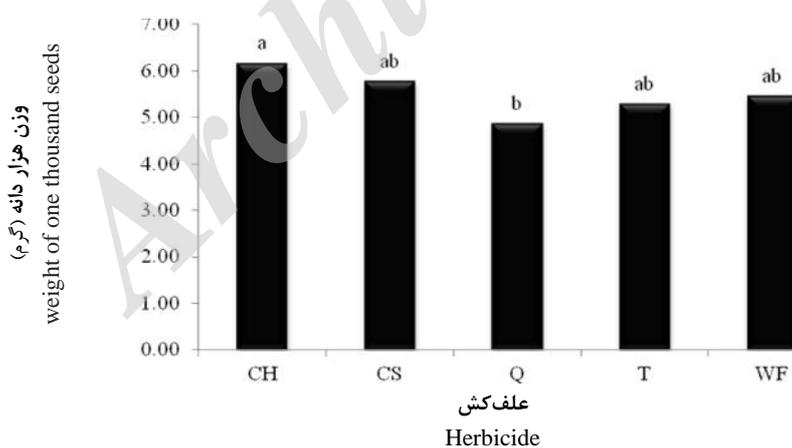 7.00
6.00
5.00
4.00
3.00
2.00
1.00
0.00
a
ab
b
ab
ab
CH
CS
Q
T
WF
وزن هزار دانه (گرم)
weight of one thousand seeds
علف‌کش
Herbicide